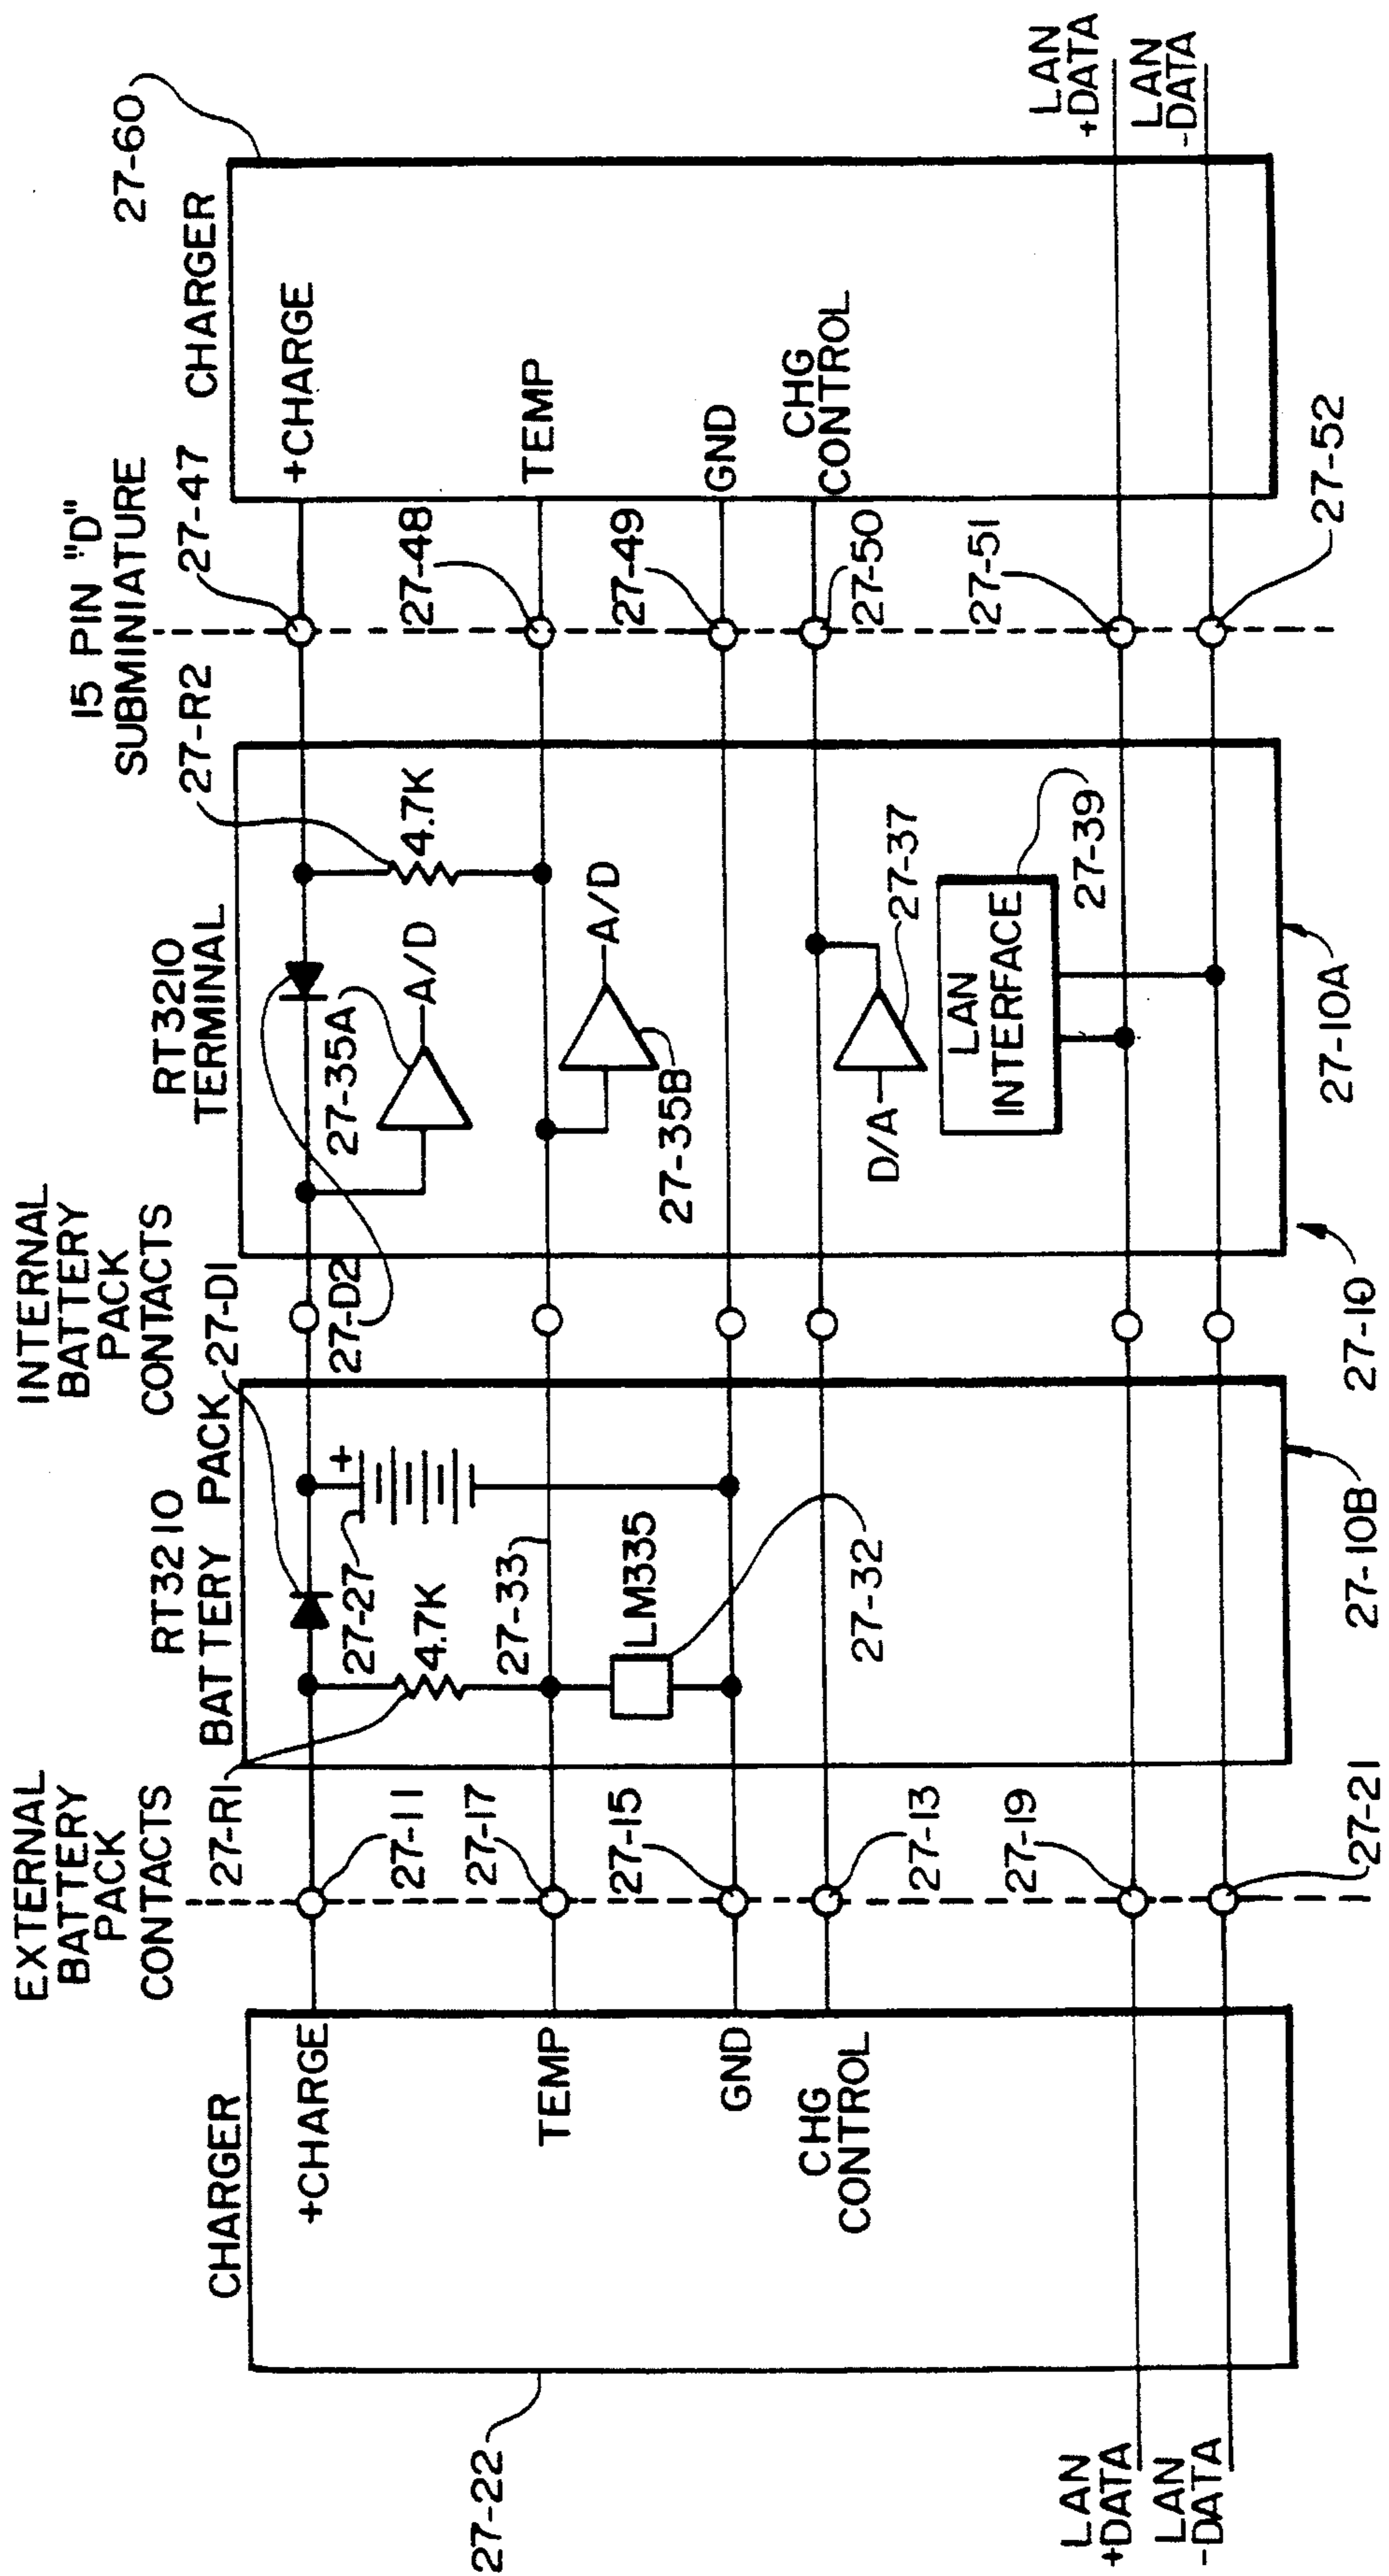 EXTERNAL
BATTERY
PACK
CONTACTS
INTERNAL
BATTERY
PACK
CONTACTS
15 PIN "D"
SUBMINIATURE
CHARGER
27-R1
RT3210
BATTERY PACK
27-D1
RT3210
TERMINAL
27-R2
27-47
CHARGER
27-60
+CHARGE
27-11
27-27
+
27-D2
27-35A
+CHARGE
4.7K
A/D
4.7K
27-48
TEMP
27-17
27-33
A/D
TEMP
LM335
27-35B
27-49
GND
27-15
GND
CHG
CONTROL
27-13
27-32
D/A
27-37
27-50
CHG
CONTROL
LAN
INTERFACE
27-39
27-51
27-19
27-22
LAN
+DATA
LAN
-DATA
27-21
27-10B
27-10
27-10A
27-52
LAN
+DATA
LAN
-DATA